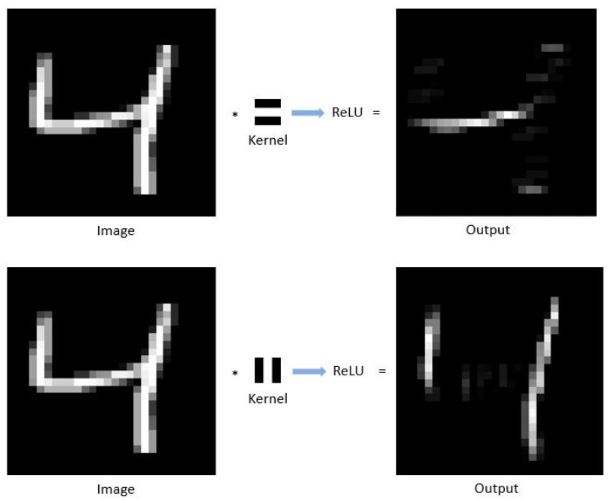 * ReLU =
Kernel
Image
Output
* ReLU =
Kernel
Image
Output